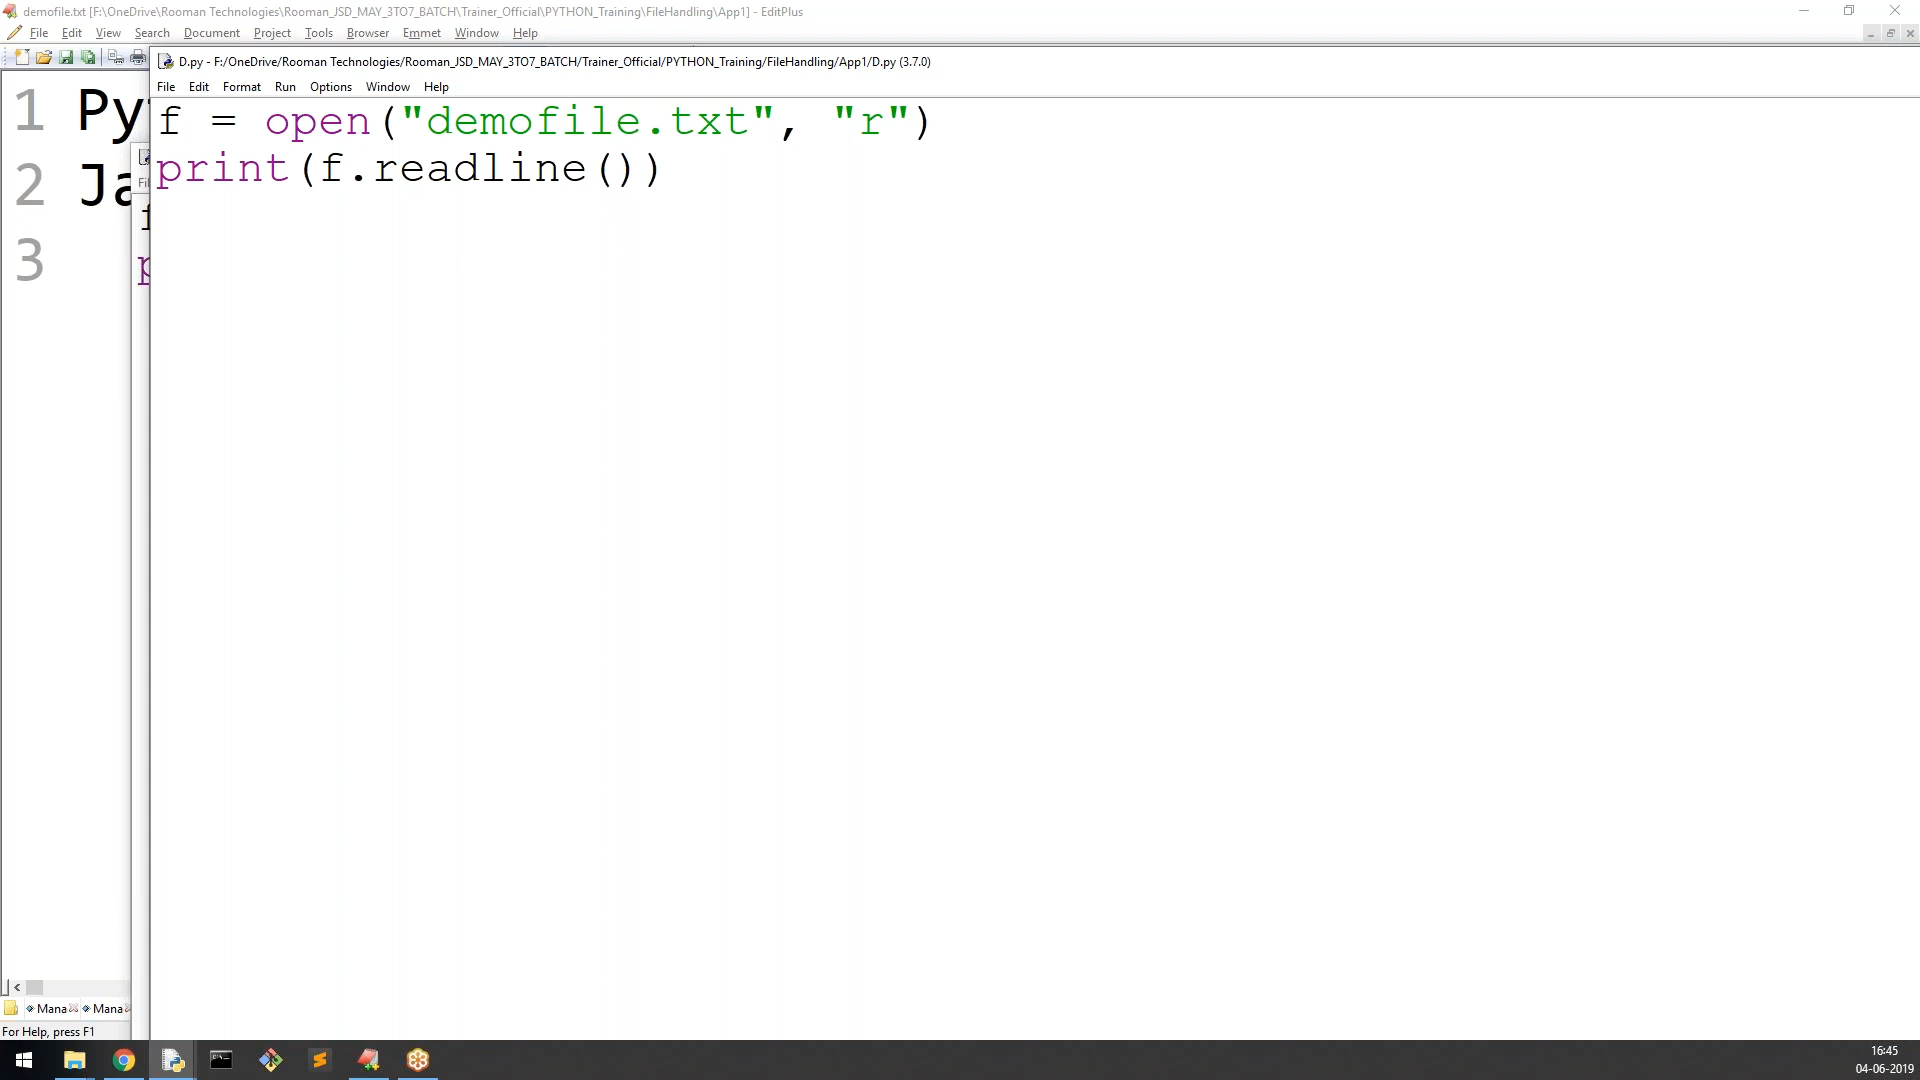 demofile.txt [F:\OneDrive\Rooman Technologies\Rooman_JSD_MAY_3TO7_BATCH\Trainer_Official\PYTHON_Training\FileHandling\App1] - EditPlus
File Edit View Search Document Project Tools Browser Emmet Window Help
D.py - F:/OneDrive/Rooman Technologies/Rooman_JSD_MAY_3TO7_BATCH/Trainer_Official/PYTHON_Training/FileHandling/App1/D.py (3.7.0)
File Edit Format Run Options Window Help
1 Py
f = open("demofile.txt", "r")
print(f.readline())
2 Ja
Fil
f
3
p
Mana Mana
For Help, press F1
16:45
04-06-2019